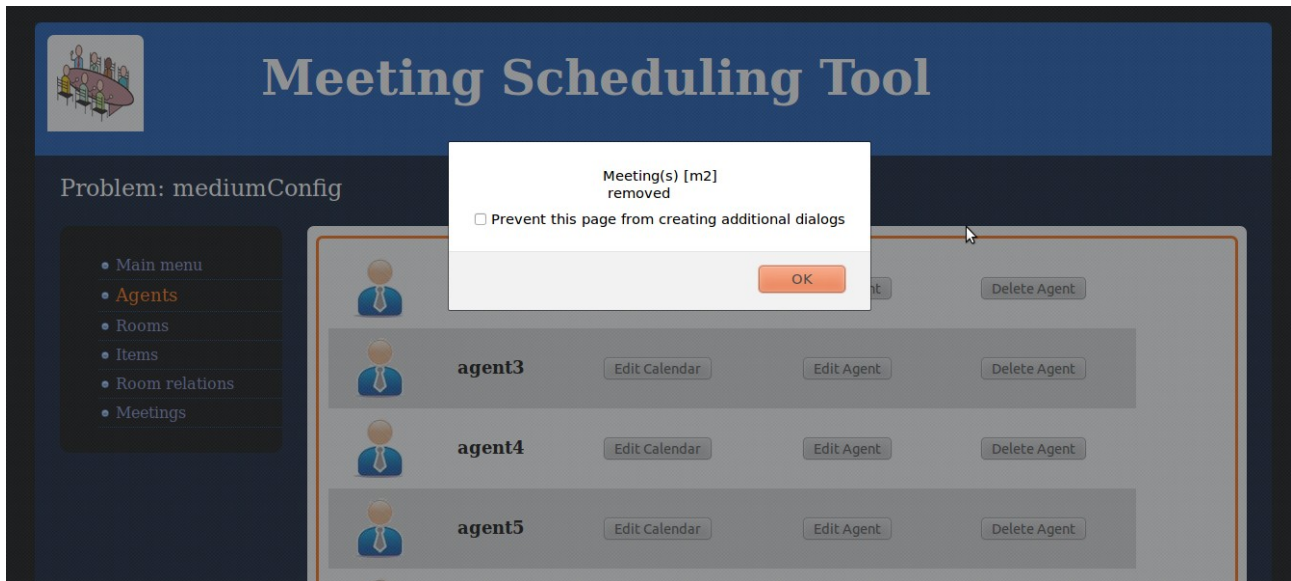 Meeting Scheduling Tool
Problem: mediumConfig
Meeting(s) [m2]
removed
Prevent this page from creating additional dialogs
OK
Main menu
Agents
Rooms
Items
Room relations
Meetings
Delete Agent
agent3 Edit Calendar Edit Agent Delete Agent
agent4 Edit Calendar Edit Agent Delete Agent
agent5 Edit Calendar Edit Agent Delete Agent